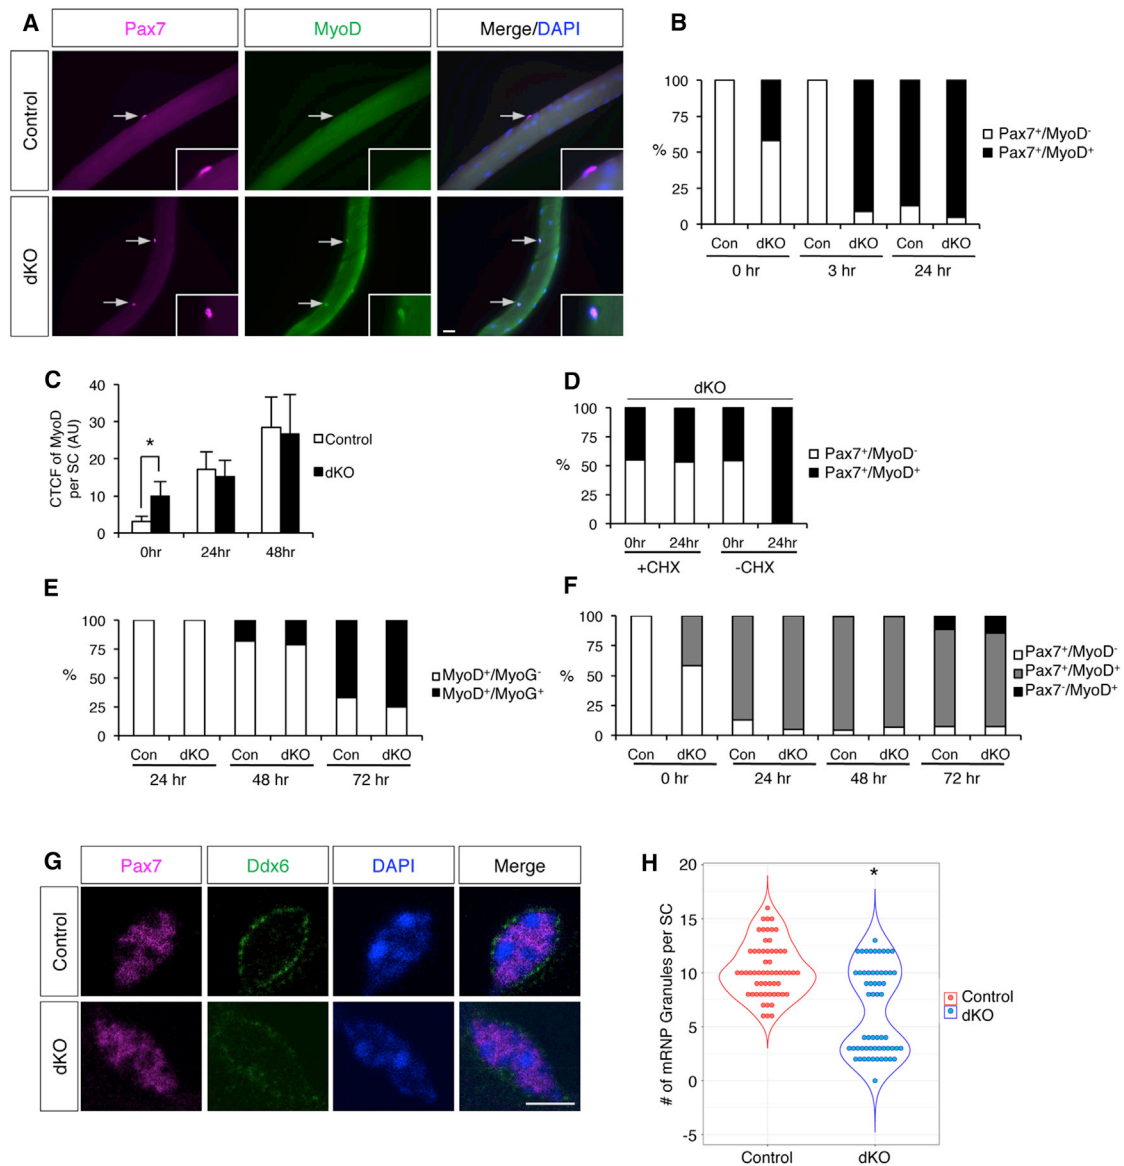 A
Pax7
MyoD
Merge/DAPI
Control
dKO
B
100
75
%
50
25
0
Con
dKO
Con
dKO
Con
dKO
0 hr
3 hr
24 hr
Pax7⁺/MyoD⁻
Pax7⁺/MyoD⁺
C
CTCF of MyoD
per SC (AU)
40
30
20
10
0
*
0hr
24hr
48hr
Control
dKO
D
dKO
100
75
%
50
25
0
0hr
24hr
0hr
24hr
+CHX
-CHX
Pax7⁺/MyoD⁻
Pax7⁺/MyoD⁺
E
100
75
%
50
25
0
Con
dKO
Con
dKO
Con
dKO
24 hr
48 hr
72 hr
MyoD⁺/MyoG⁻
MyoD⁺/MyoG⁺
F
100
75
%
50
25
0
Con
dKO
Con
dKO
Con
dKO
Con
dKO
0 hr
24 hr
48 hr
72 hr
Pax7⁺/MyoD⁻
Pax7⁺/MyoD⁺
Pax7⁻/MyoD⁺
G
Pax7
Ddx6
DAPI
Merge
Control
dKO
H
# of mRNP Granules per SC
20
15
10
5
0
-5
*
Control
dKO
Control
dKO